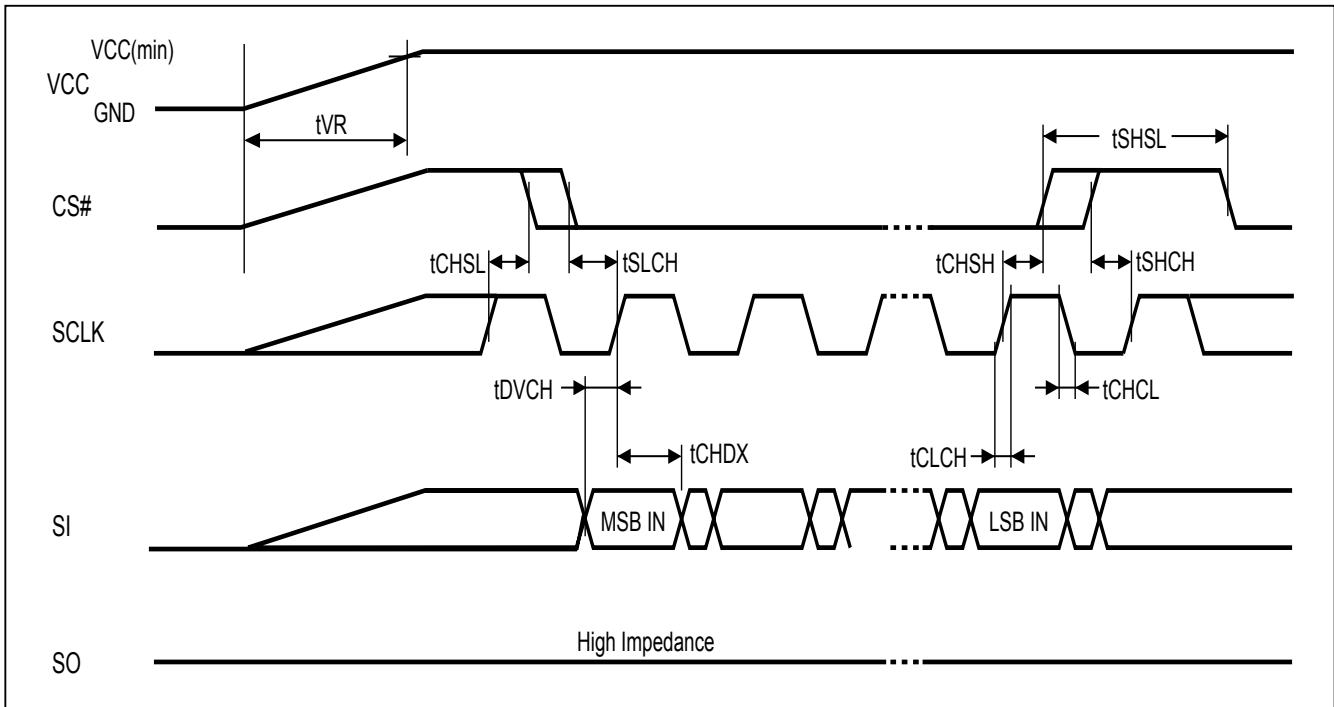 VCC(min)
VCC
GND
tVR
tSHSL
CS#
tCHSL
tSLCH
tCHSH
tSHCH
SCLK
tDVCH
tCHCL
tCHDX
tCLCH
SI
MSB IN
LSB IN
High Impedance
SO